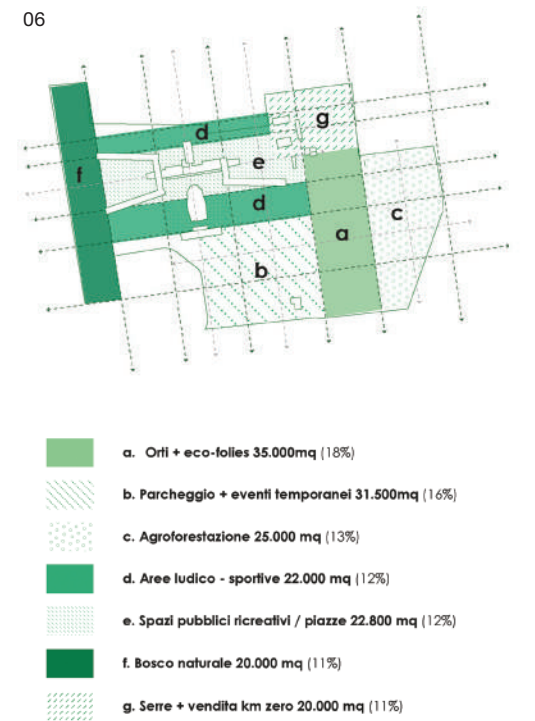 06
d
g
f
e
d
c
a
b
a. Orti + eco-folies 35.000mq (18%)
b. Parcheggio + eventi temporanei 31.500mq (16%)
c. Agroforestazione 25.000 mq (13%)
d. Aree ludico - sportive 22.000 mq (12%)
e. Spazi pubblici ricreativi / piazze 22.800 mq (12%)
f. Bosco naturale 20.000 mq (11%)
g. Serre + vendita km zero 20.000 mq (11%)